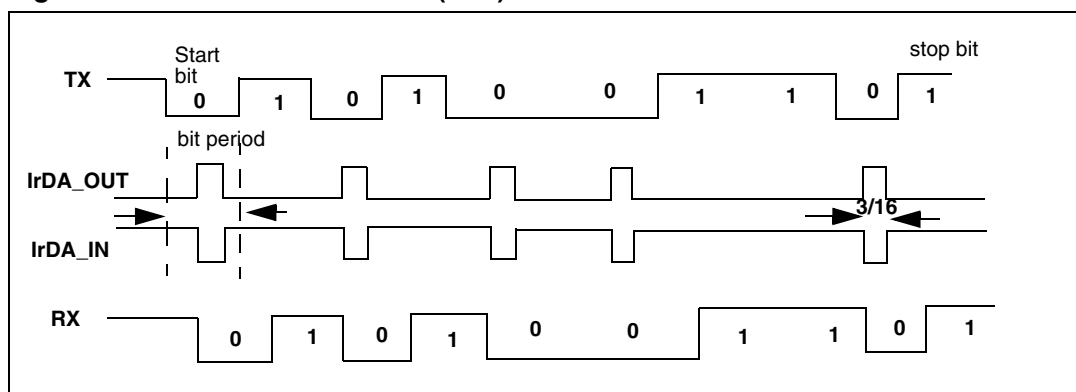 Start
bit
stop bit
TX
0 1 0 1 0 0 1 1 0 1
bit period
IrDA_OUT
3/16
IrDA_IN
RX
0 1 0 1 0 0 1 1 0 1